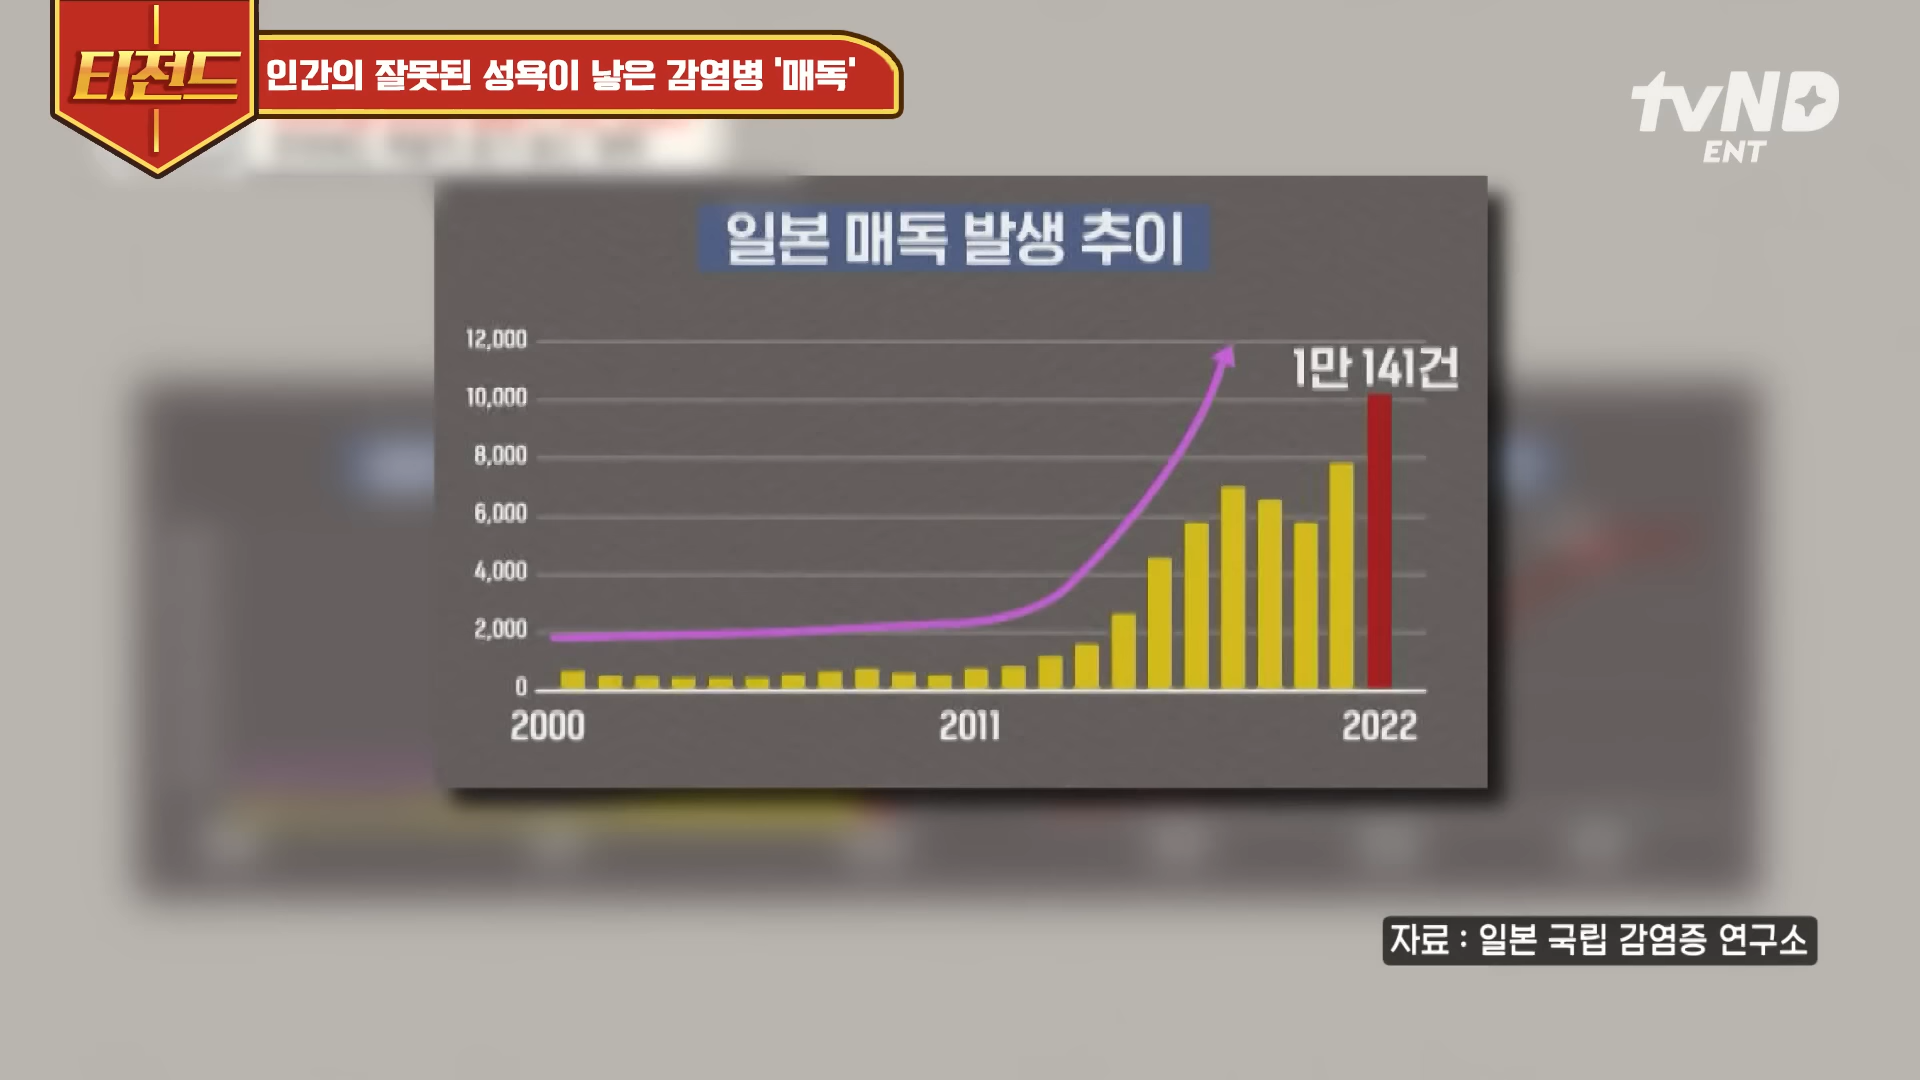 티전드
인간의 잘못된 성욕이 낳은 감염병 '매독'
tvND
ENT
일본 매독 발생 추이
12,000
10,000
8,000
6,000
4,000
2,000
0
1만 141건
2000 2011 2022
자료 : 일본 국립 감염증 연구소